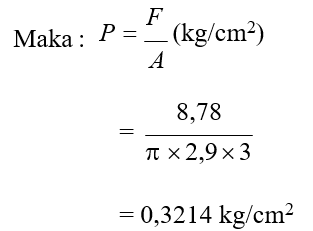 Maka : P = F/A (kg/cm²)
= 8,78 / π × 2,9 × 3
= 0,3214 kg/cm²